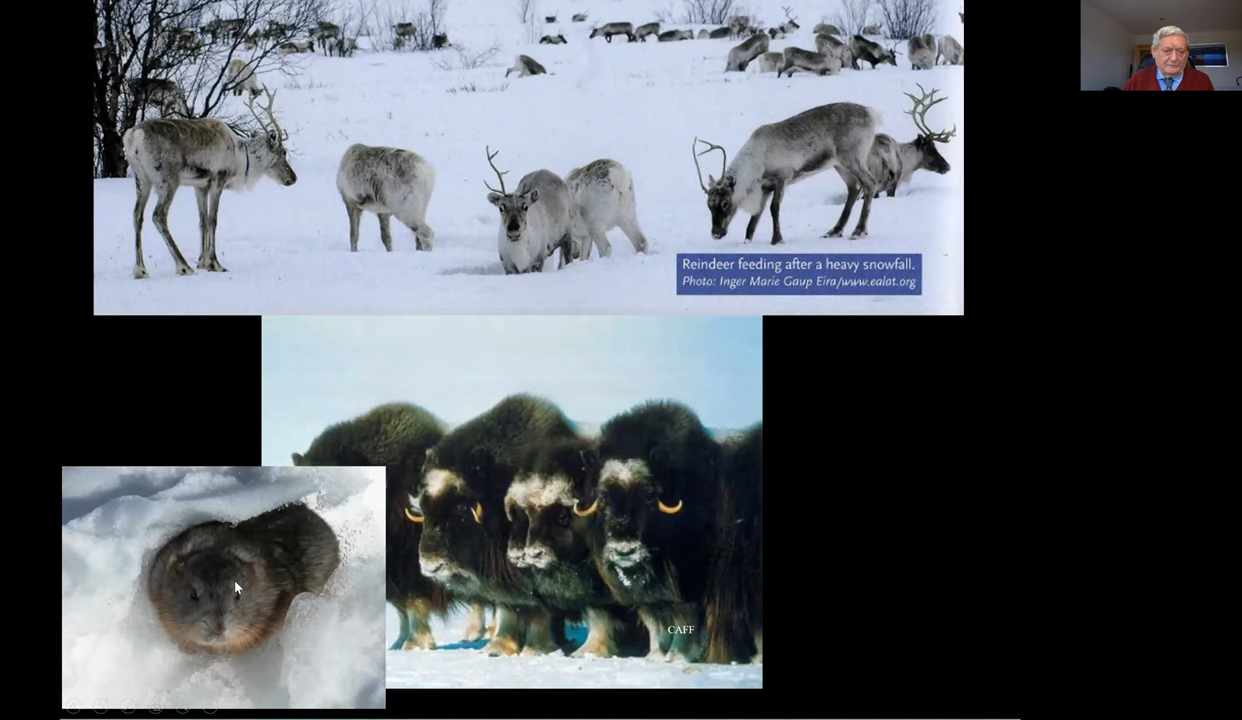 Reindeer feeding after a heavy snowfall.
Photo: Inger Marie Gaup Eira/www.ealat.org
CAFF